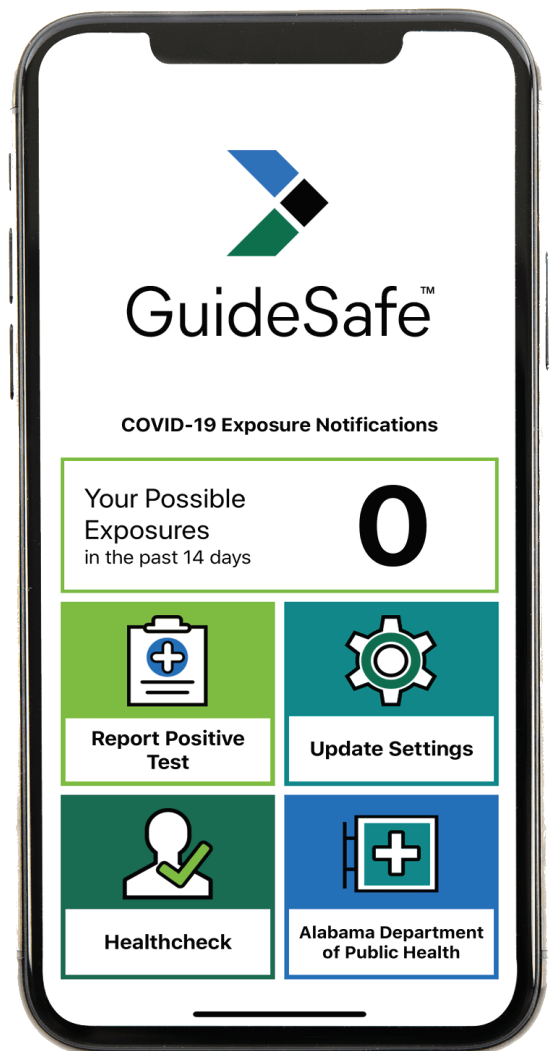 GuideSafe™
COVID-19 Exposure Notifications
Your Possible
Exposures
in the past 14 days
0
Report Positive
Test
Update Settings
Healthcheck
Alabama Department
of Public Health